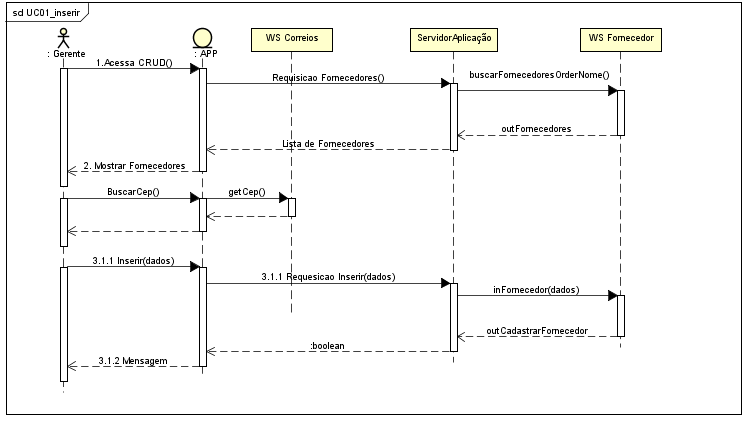 sd UC01_inserir
: Gerente
: APP
WS Correios
ServidorAplicação
WS Fornecedor
1.Acessa CRUD()
Requisicao Fornecedores()
buscarFornecedoresOrderNome()
outFornecedores
Lista de Fornecedores
2. Mostrar Fornecedores
BuscarCep()
getCep()
3.1.1 Inserir(dados)
3.1.1 Requesicao Inserir(dados)
inFornecedor(dados)
outCadastrarFornecedor
:boolean
3.1.2 Mensagem